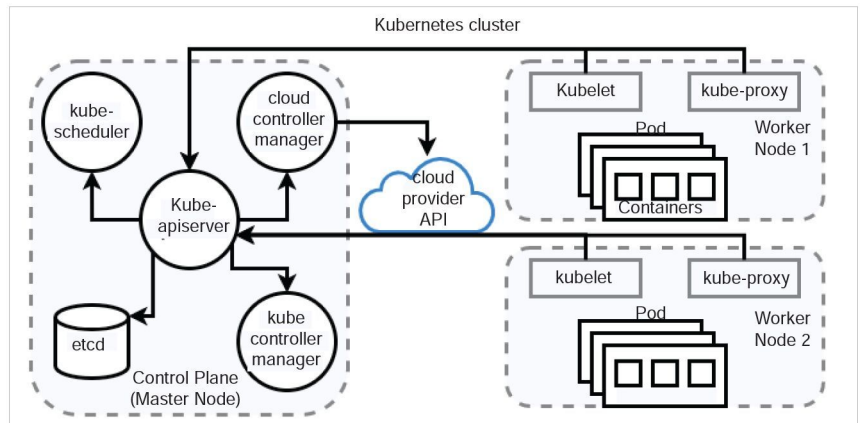 Kubernetes cluster
kube-
scheduler
cloud
controller
manager
Kube-
apiserver
etcd
kube
controller
manager
Control Plane
(Master Node)
cloud
provider
API
Kubelet
kube-proxy
Pod
Containers
Worker
Node 1
kubelet
kube-proxy
Pod
Worker
Node 2